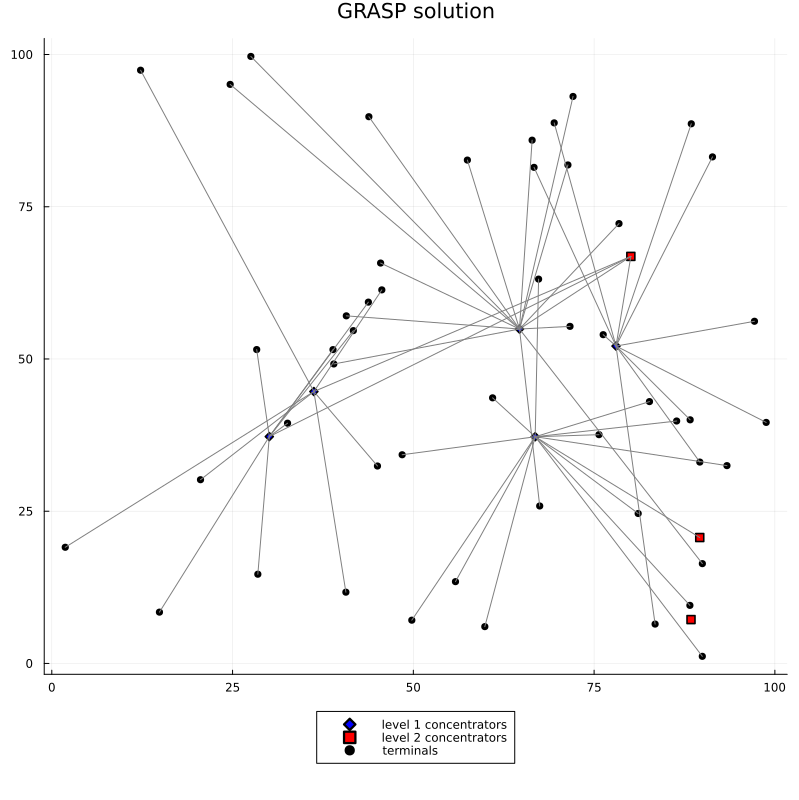 GRASP solution
100
75
50
25
0
0 25 50 75 100
level 1 concentrators
level 2 concentrators
terminals